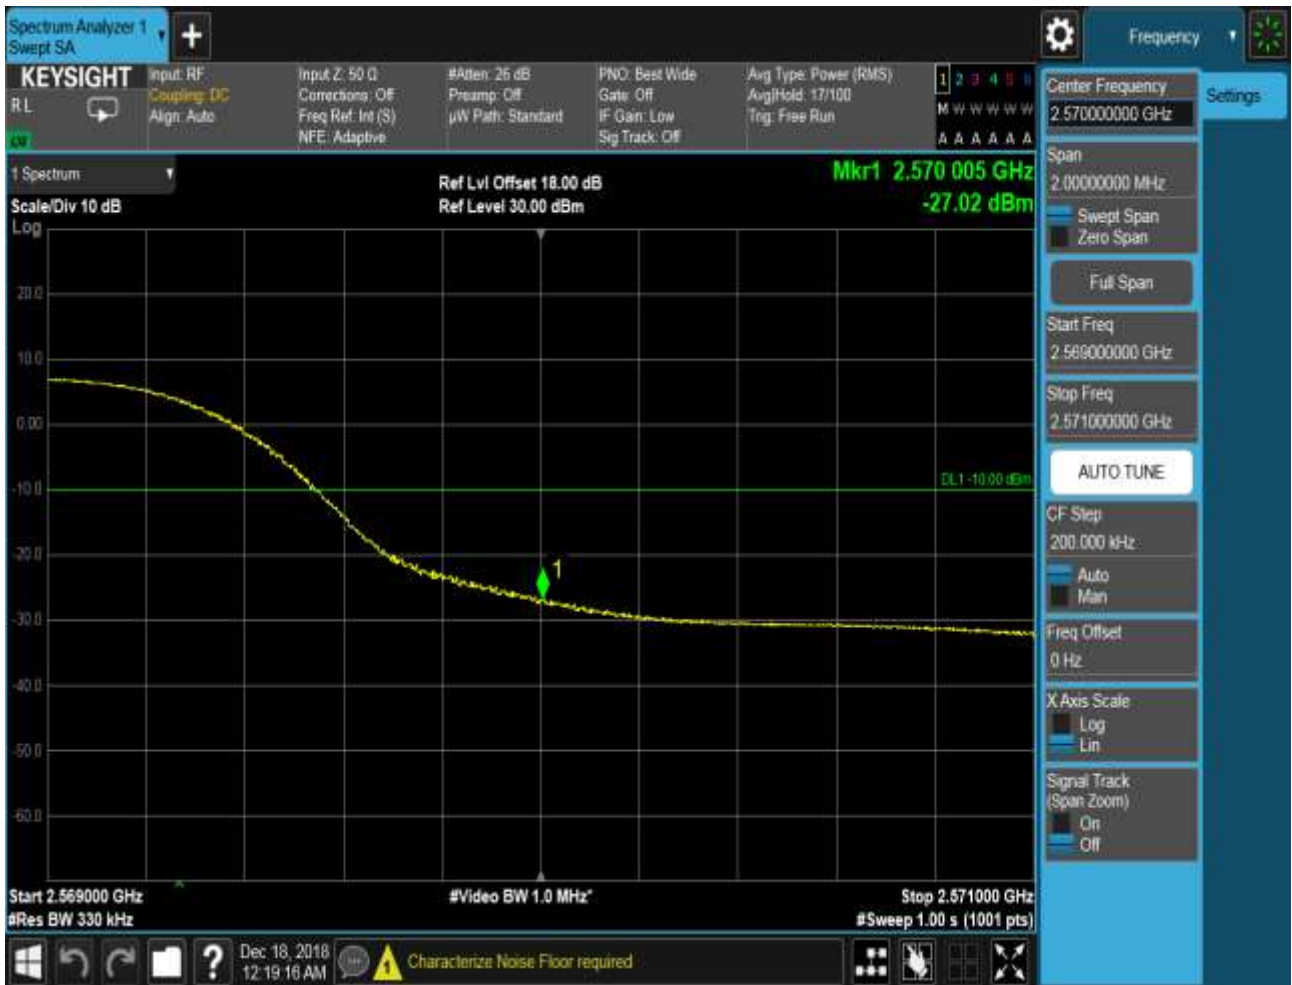 Spectrum Analyzer 1
Swept SA
+
Frequency
KEYSIGHT
RL
Input: RF
Coupling: DC
Align: Auto
Input Z: 50 Ω
Corrections: Off
Freq Ref: Int (S)
NFE: Adaptive
#Atten: 26 dB
Preamp: Off
µW Path: Standard
PNO: Best Wide
Gate: Off
IF Gain: Low
Sig Track: Off
Avg Type: Power (RMS)
Avg|Hold: 17/100
Trig: Free Run
1 2 3 4 5 6
M W W W W W
A A A A A A
1 Spectrum
Scale/Div 10 dB
Log
Ref Lvl Offset 18.00 dB
Ref Level 30.00 dBm
Mkr1 2.570 005 GHz
-27.02 dBm
20.0
10.0
0.00
-10.0
-20.0
-30.0
-40.0
-50.0
-60.0
DL1 -10.00 dBm
1
Start 2.569000 GHz
#Res BW 330 kHz
#Video BW 1.0 MHz*
Stop 2.571000 GHz
#Sweep 1.00 s (1001 pts)
Center Frequency
2.570000000 GHz
Settings
Span
2.00000000 MHz
Swept Span
Zero Span
Full Span
Start Freq
2.569000000 GHz
Stop Freq
2.571000000 GHz
AUTO TUNE
CF Step
200.000 kHz
Auto
Man
Freq Offset
0 Hz
X Axis Scale
Log
Lin
Signal Track
(Span Zoom)
On
Off
?
Dec 18, 2018
12:19:16 AM
1
Characterize Noise Floor required